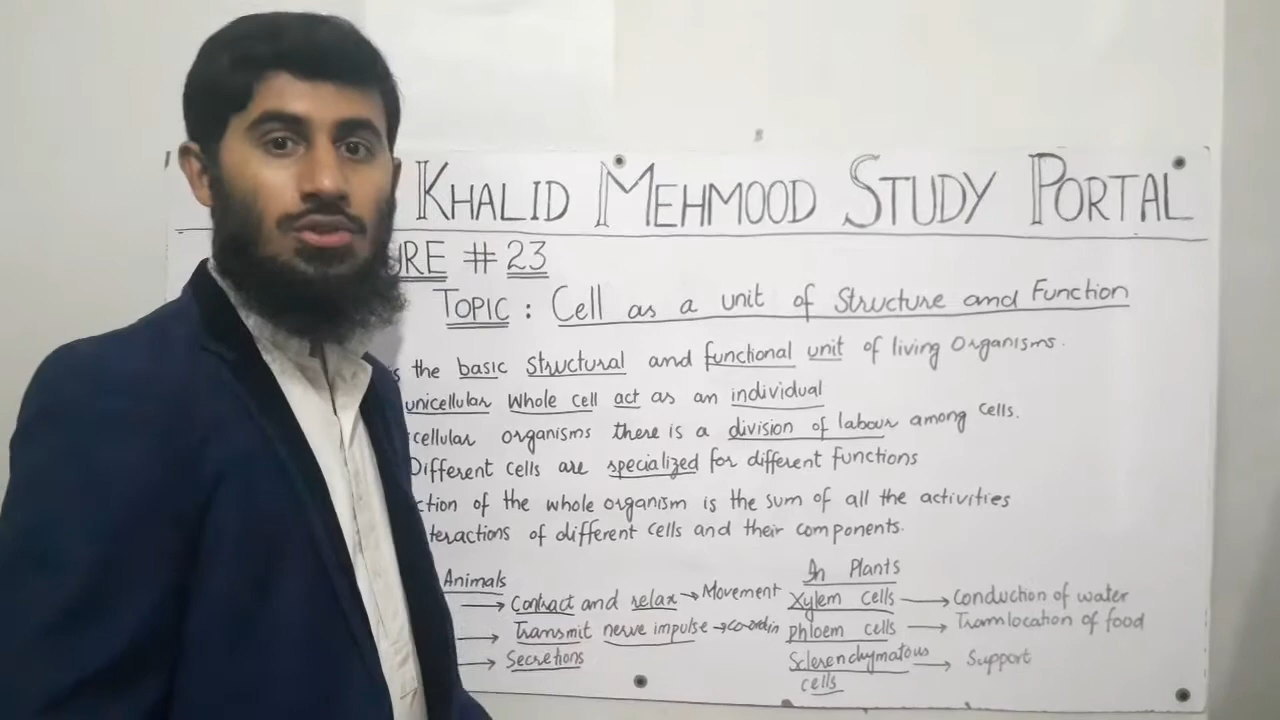 KHALID MEHMOOD STUDY PORTAL
URE # 23
TOPIC : Cell as a unit of Structure and Function
s the basic structural and functional unit of living Organisms.
unicellular whole cell act as an individual
cellular organisms there is a division of labour among cells.
Different cells are specialized for different functions
ction of the whole organism is the sum of all the activities
teractions of different cells and their components.
Animals
→ Contract and relax → Movement
→ Transmit nerve impulse →
→ Secretions
In Plants
Xylem cells → Conduction of water
phloem cells → Tramlocation of food
Sclerenchymatous → Support
cells